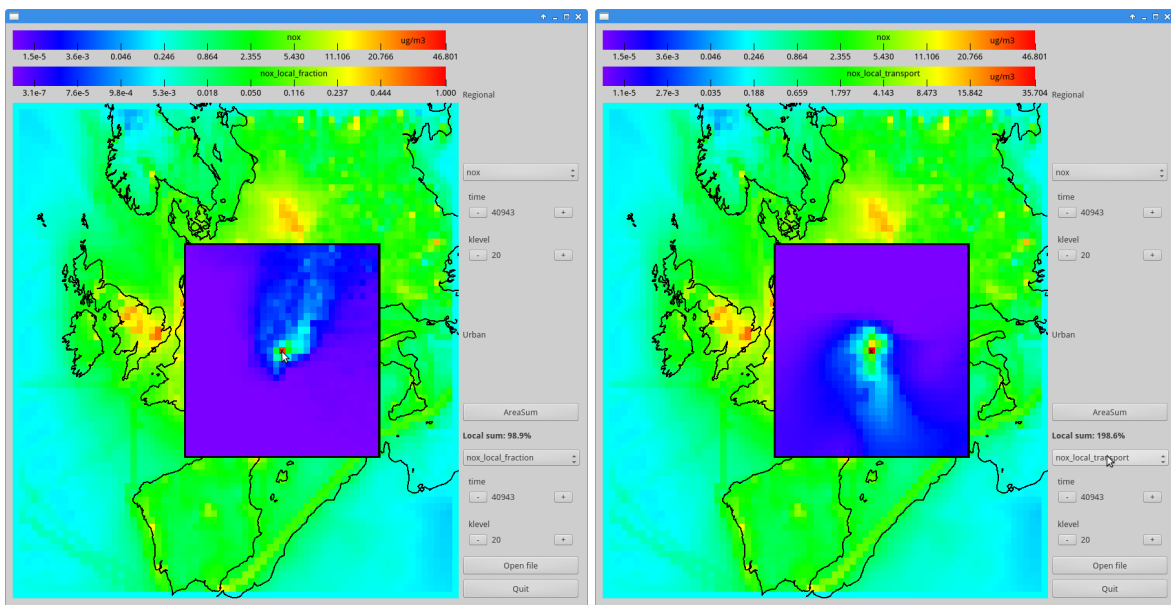 nox
ug/m3
1.5e-5 3.6e-3 0.046 0.246 0.864 2.355 5.430 11.106 20.766 46.801
nox_local_fraction
3.1e-7 7.6e-5 9.8e-4 5.3e-3 0.018 0.050 0.116 0.237 0.444 1.000
Regional
nox
time
- 40943 +
klevel
- 20 +
Urban
AreaSum
Local sum: 98.9%
nox_local_fraction
time
- 40943 +
klevel
- 20 +
Open file
Quit
nox
ug/m3
1.5e-5 3.6e-3 0.046 0.246 0.864 2.355 5.430 11.106 20.766 46.801
nox_local_transport
ug/m3
1.1e-5 2.7e-3 0.035 0.188 0.659 1.797 4.143 8.473 15.842 35.704
Regional
nox
time
- 40943 +
klevel
- 20 +
Urban
AreaSum
Local sum: 198.6%
nox_local_transport
time
- 40943 +
klevel
- 20 +
Open file
Quit